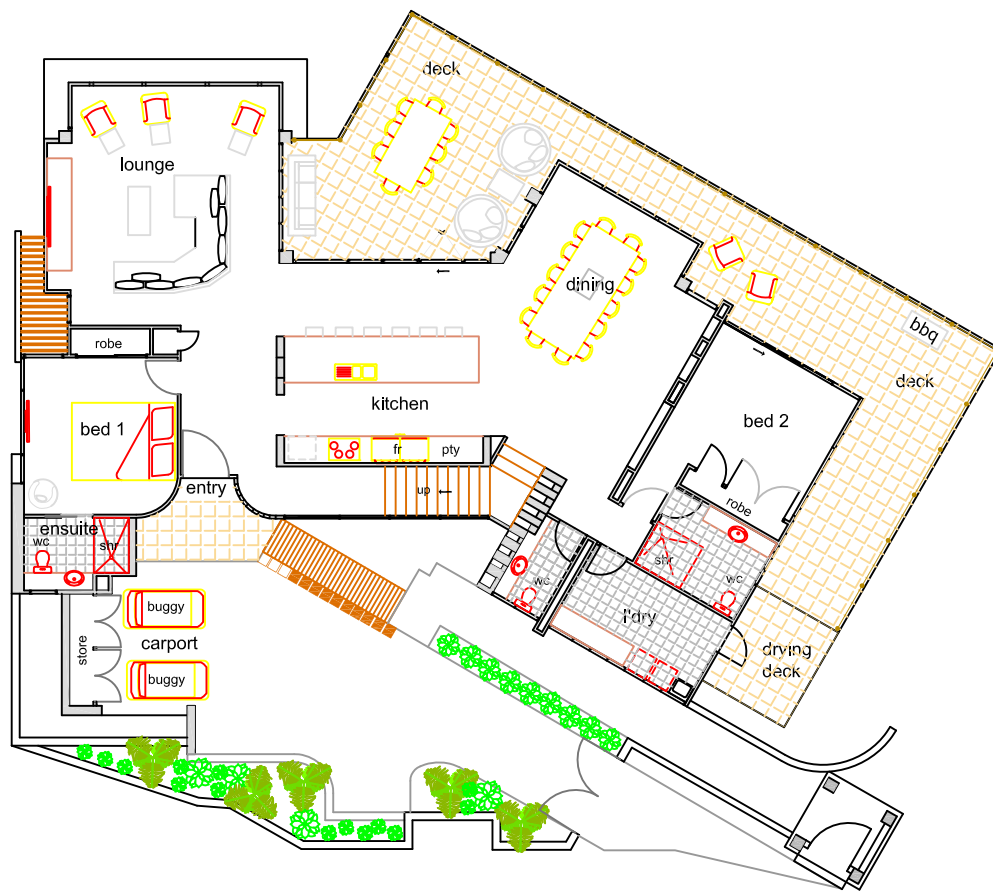 deck
lounge
dining
bbq
deck
robe
kitchen
bed 2
bed 1
fr
pty
up
entry
robe
ensuite
wc
shr
shr
wc
wc
buggy
l'dry
store
carport
drying
deck
buggy